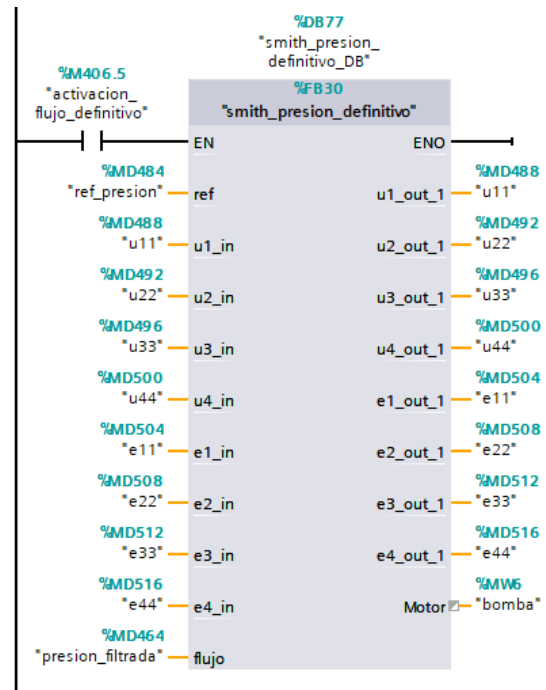 %DB77
"smith_presion_
definitivo_DB"
%M406.5
"activacion_
flujo_definitivo"
%FB30
"smith_presion_definitivo"
EN
ENO
%MD484
"ref_presion"
ref
%MD488
"u11"
u1_in
%MD492
"u22"
u2_in
%MD496
"u33"
u3_in
%MD500
"u44"
u4_in
%MD504
"e11"
e1_in
%MD508
"e22"
e2_in
%MD512
"e33"
e3_in
%MD516
"e44"
e4_in
%MD464
"presion_filtrada"
flujo
%MD488
u1_out_1
"u11"
%MD492
u2_out_1
"u22"
%MD496
u3_out_1
"u33"
%MD500
u4_out_1
"u44"
%MD504
e1_out_1
"e11"
%MD508
e2_out_1
"e22"
%MD512
e3_out_1
"e33"
%MD516
e4_out_1
"e44"
%MW6
Motor
"bomba"